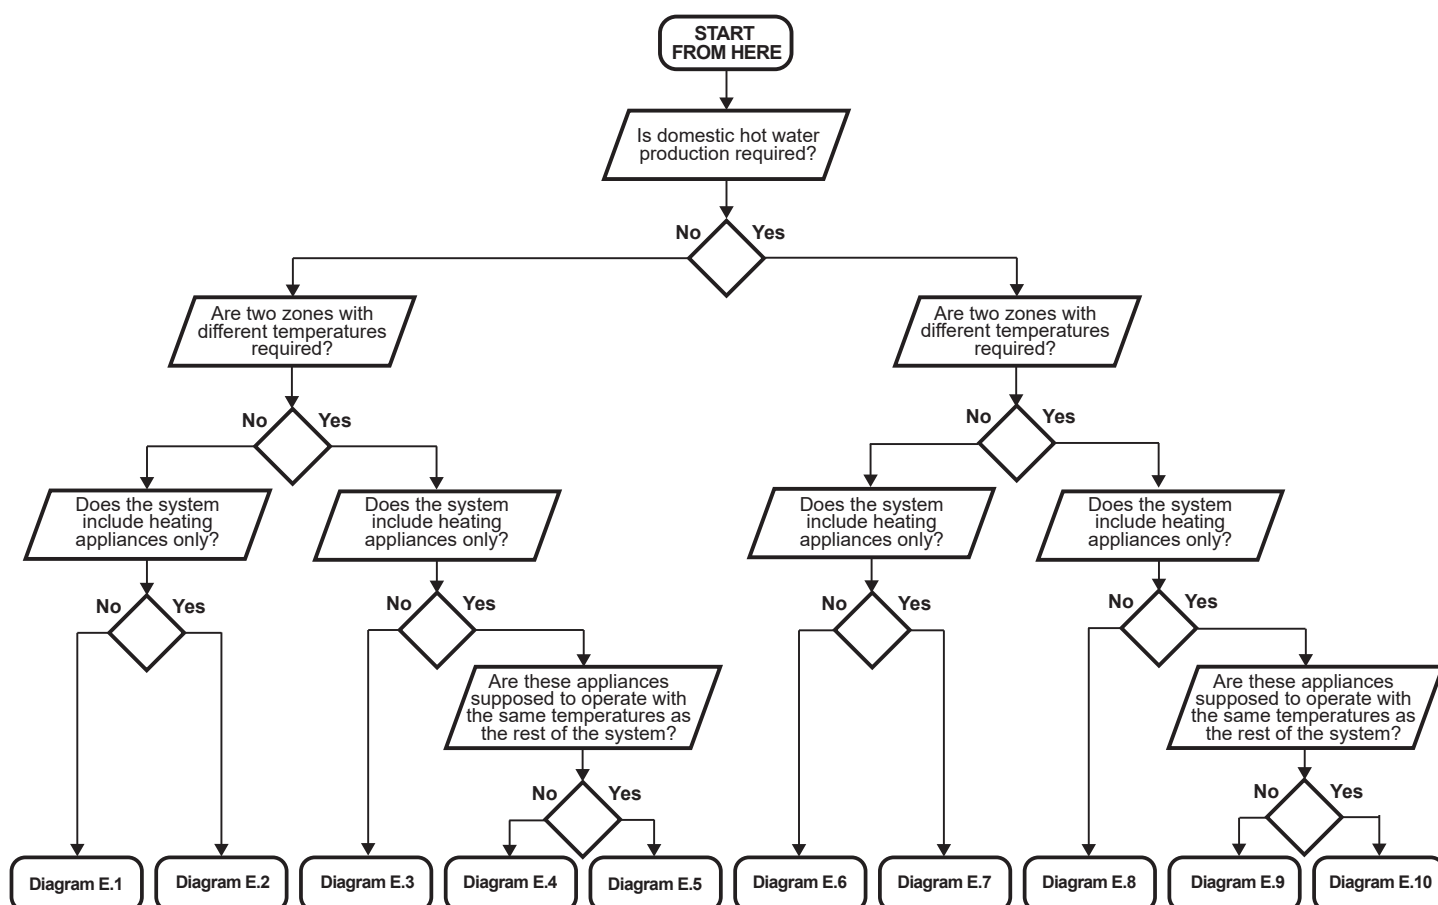 START
FROM HERE
Is domestic hot water
production required?
No
Yes
Are two zones with
different temperatures
required?
Are two zones with
different temperatures
required?
No
Yes
No
Yes
Does the system
include heating
appliances only?
Does the system
include heating
appliances only?
Does the system
include heating
appliances only?
Does the system
include heating
appliances only?
No
Yes
No
Yes
No
Yes
No
Yes
Are these appliances
supposed to operate with
the same temperatures as
the rest of the system?
Are these appliances
supposed to operate with
the same temperatures as
the rest of the system?
No
Yes
No
Yes
Diagram E.1
Diagram E.2
Diagram E.3
Diagram E.4
Diagram E.5
Diagram E.6
Diagram E.7
Diagram E.8
Diagram E.9
Diagram E.10